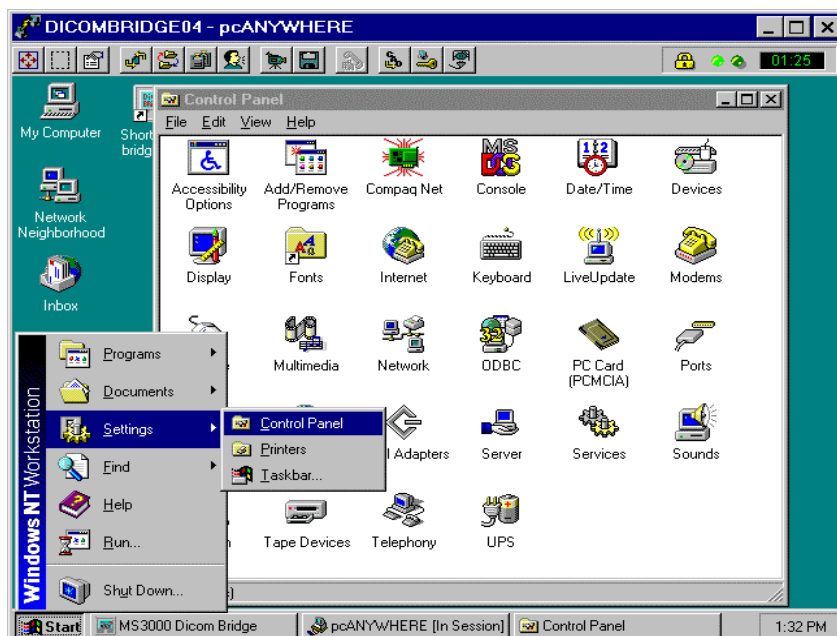 DICOMBRIDGE04 - pcANYWHERE
01:25
My Computer
Short
bridg
Network
Neighborhood
Inbox
Control Panel
File Edit View Help
Accessibility
Options
Add/Remove
Programs
Compaq Net
Console
Date/Time
Devices
Display
Fonts
Internet
Keyboard
LiveUpdate
Modems
Multimedia
Network
ODBC
PC Card
(PCMCIA)
Ports
Adapters
Server
Services
Sounds
Tape Devices
Telephony
UPS
Windows NT Workstation
Programs
Documents
Settings
Find
Help
Run...
Shut Down...
Control Panel
Printers
Taskbar...
Start
MS3000 Dicom Bridge
pcANYWHERE [In Session]
Control Panel
1:32 PM